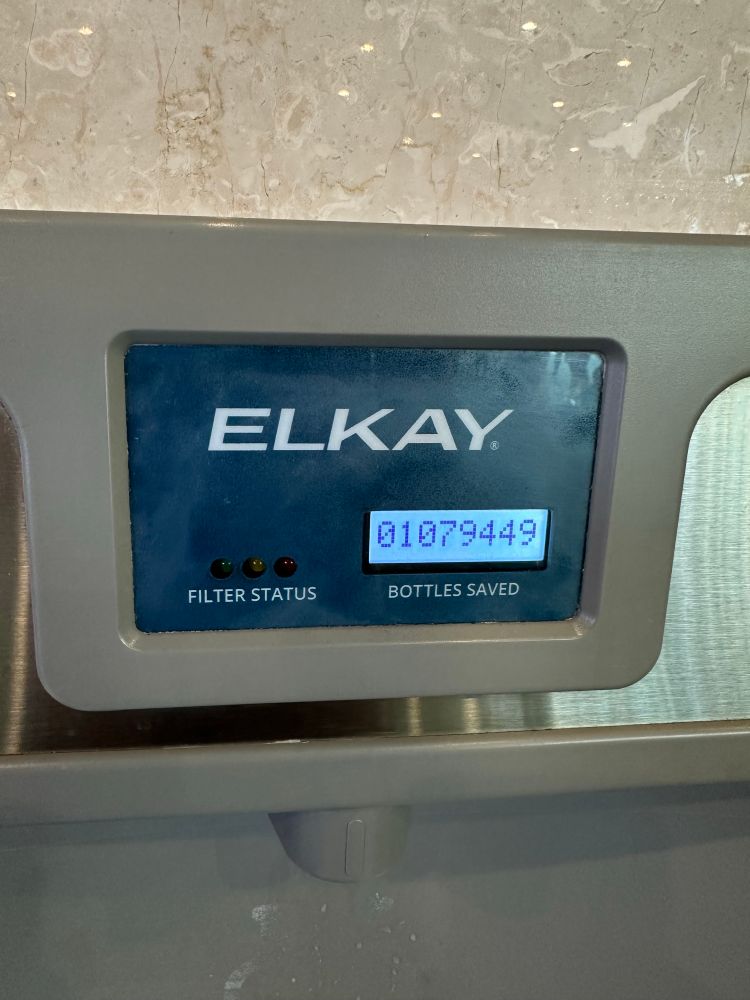 ELKAY®
01079449
FILTER STATUS
BOTTLES SAVED